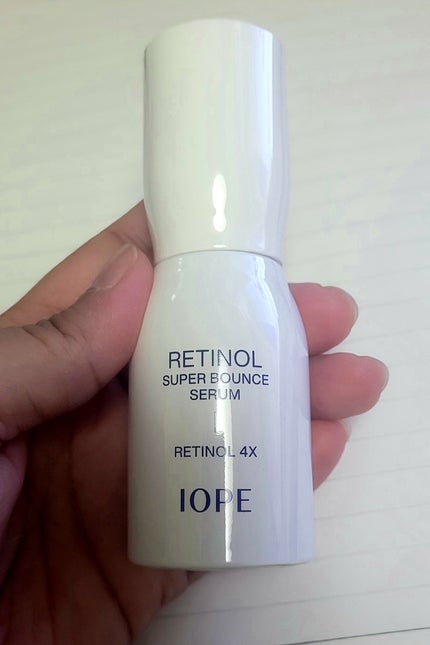 RETINOL
SUPER BOUNCE
SERUM
RETINOL 4X
IOPE